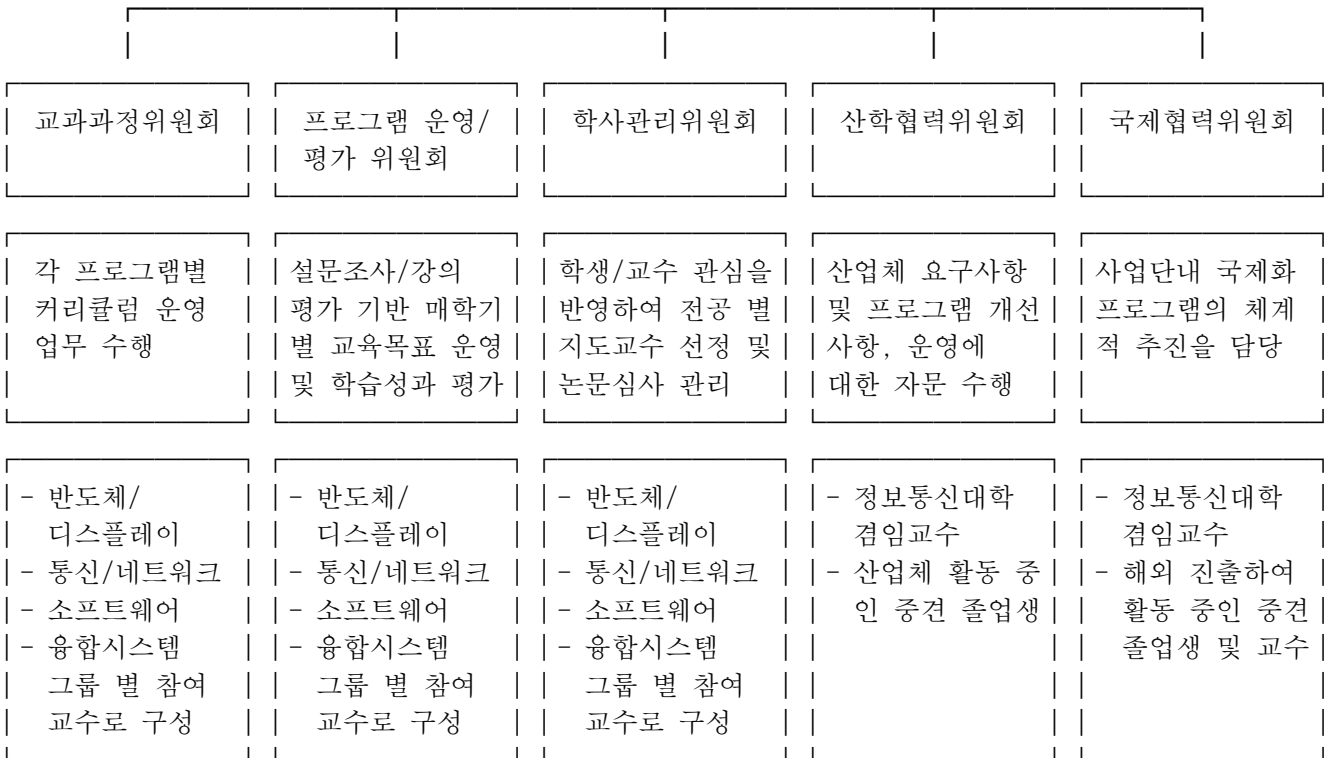 교과과정위원회
프로그램 운영/
평가 위원회
학사관리위원회
산학협력위원회
국제협력위원회
각 프로그램별
커리큘럼 운영
업무 수행
설문조사/강의
평가 기반 매학기
별 교육목표 운영
및 학습성과 평가
학생/교수 관심을
반영하여 전공 별
지도교수 선정 및
논문심사 관리
산업체 요구사항
및 프로그램 개선
사항, 운영에
대한 자문 수행
사업단내 국제화
프로그램의 체계
적 추진을 담당
- 반도체/
디스플레이
- 통신/네트워크
- 소프트웨어
- 융합시스템
그룹 별 참여
교수로 구성
- 반도체/
디스플레이
- 통신/네트워크
- 소프트웨어
- 융합시스템
그룹 별 참여
교수로 구성
- 반도체/
디스플레이
- 통신/네트워크
- 소프트웨어
- 융합시스템
그룹 별 참여
교수로 구성
- 정보통신대학
겸임교수
- 산업체 활동 중
인 중견 졸업생
- 정보통신대학
겸임교수
- 해외 진출하여
활동 중인 중견
졸업생 및 교수